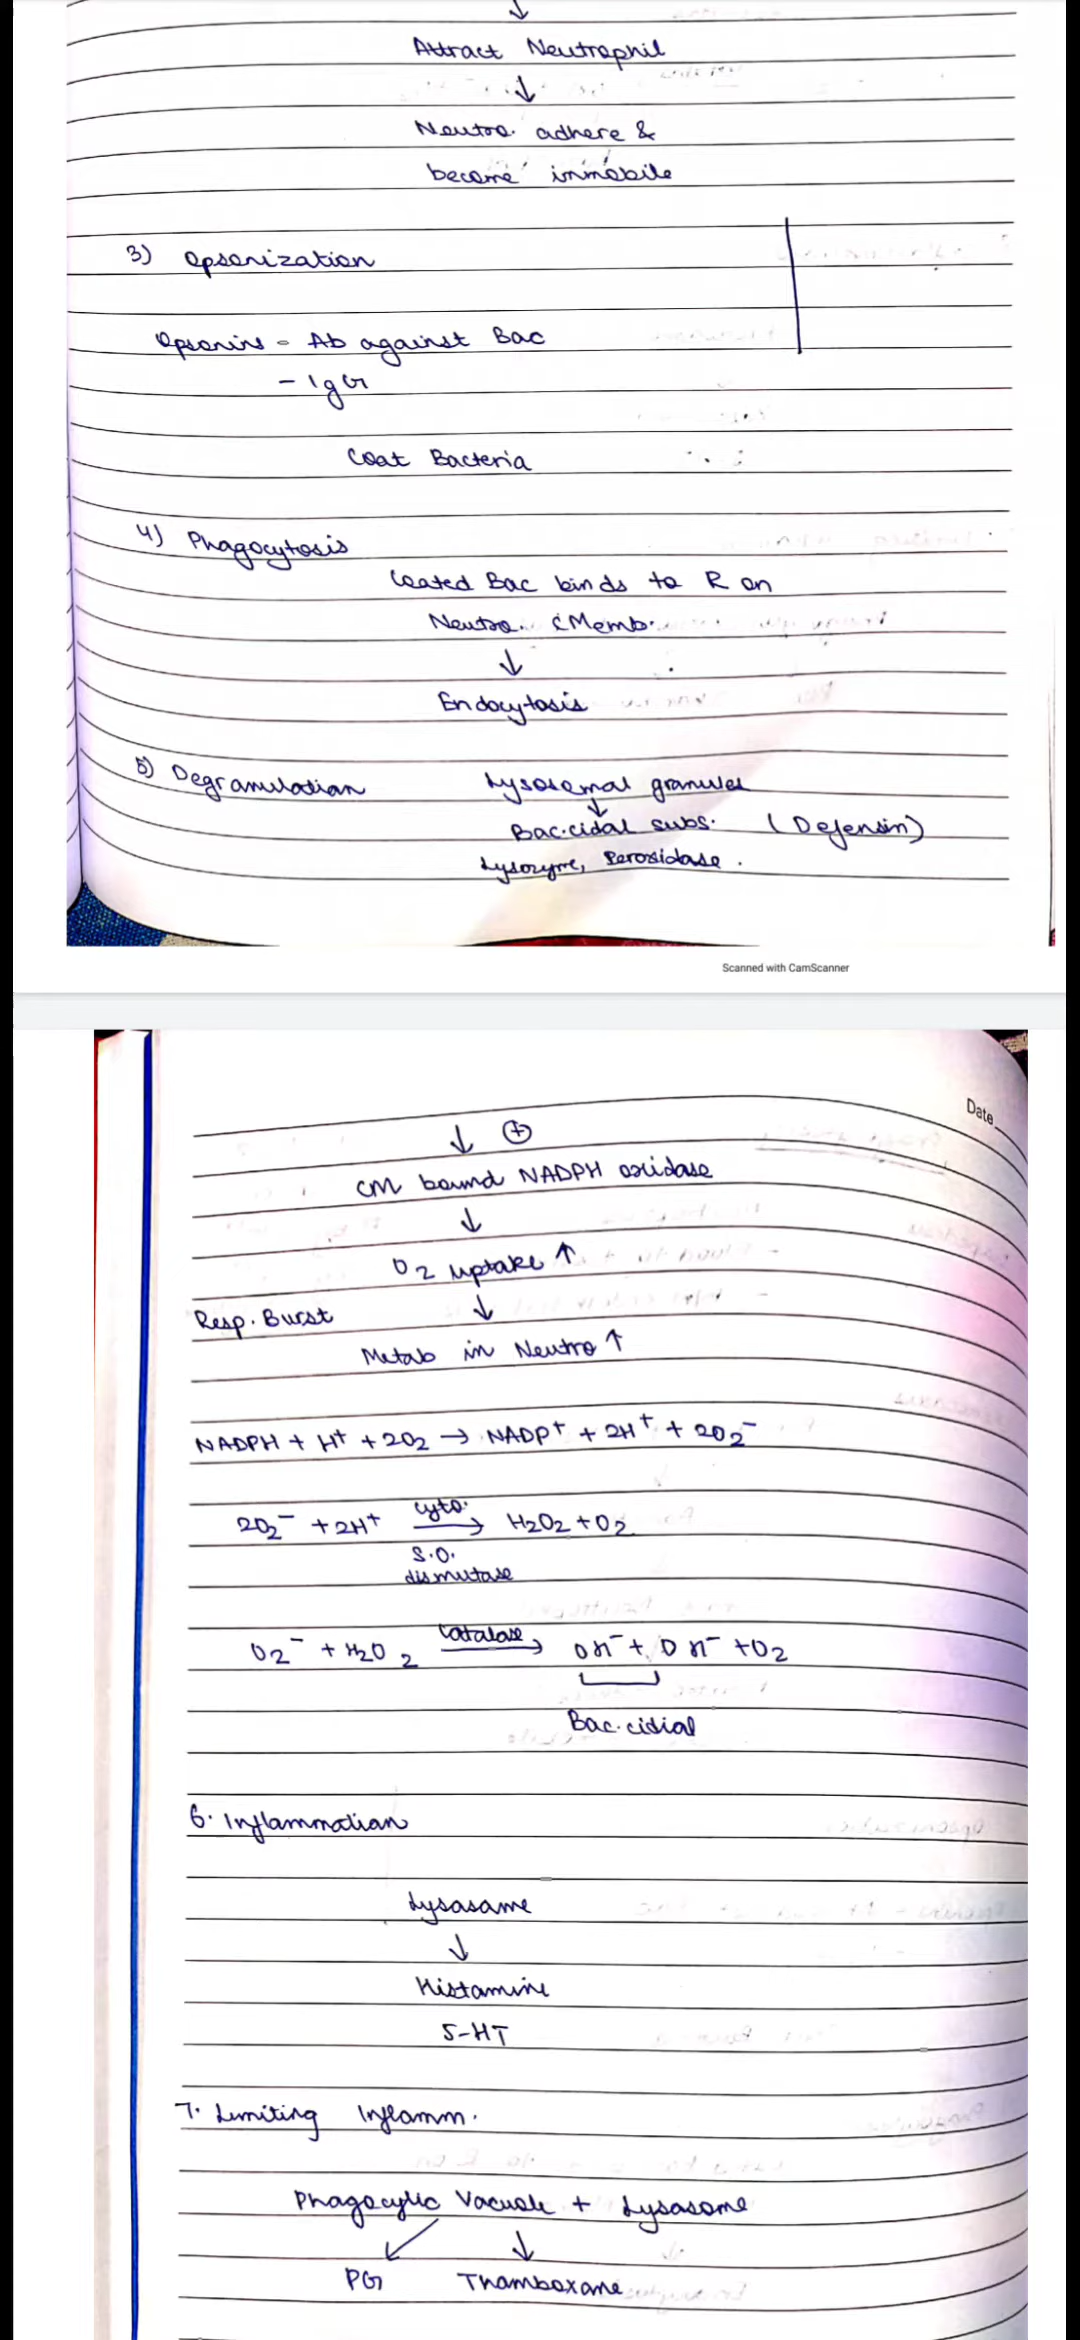 ↓
Attract Neutrophil
↓
Neutro. adhere &
become immobile
3) Opsonization
Opsonins = Ab against Bac
- IgG
Coat Bacteria
4) Phagocytosis
Coated Bac binds to R on
Neutro. CMemb.
↓
Endocytosis
5) Degranulation Lysosomal granules
↓
Bac.cidal subs. (Defensin)
Lysozyme, Peroxidase.
Scanned with CamScanner
Date
↓ ⊕
CM bound NADPH oxidase
↓
O2 uptake ↑
Resp. Burst ↓
Metab in Neutro ↑
NADPH + H+ + 2O2 → NADP+ + 2H+ + 2O2-
2O2- + 2H+ cyto. → H2O2 + O2
S.O.
dismutase
O2- + H2O2 Catalase → OH- + OH- + O2
Bac.cidial
6. Inflammation
Lysosome
↓
Histamine
5-HT
7. Limiting Inflamm.
Phagocytic Vacuole + Lysosome
↙ ↓
PG Thamboxane